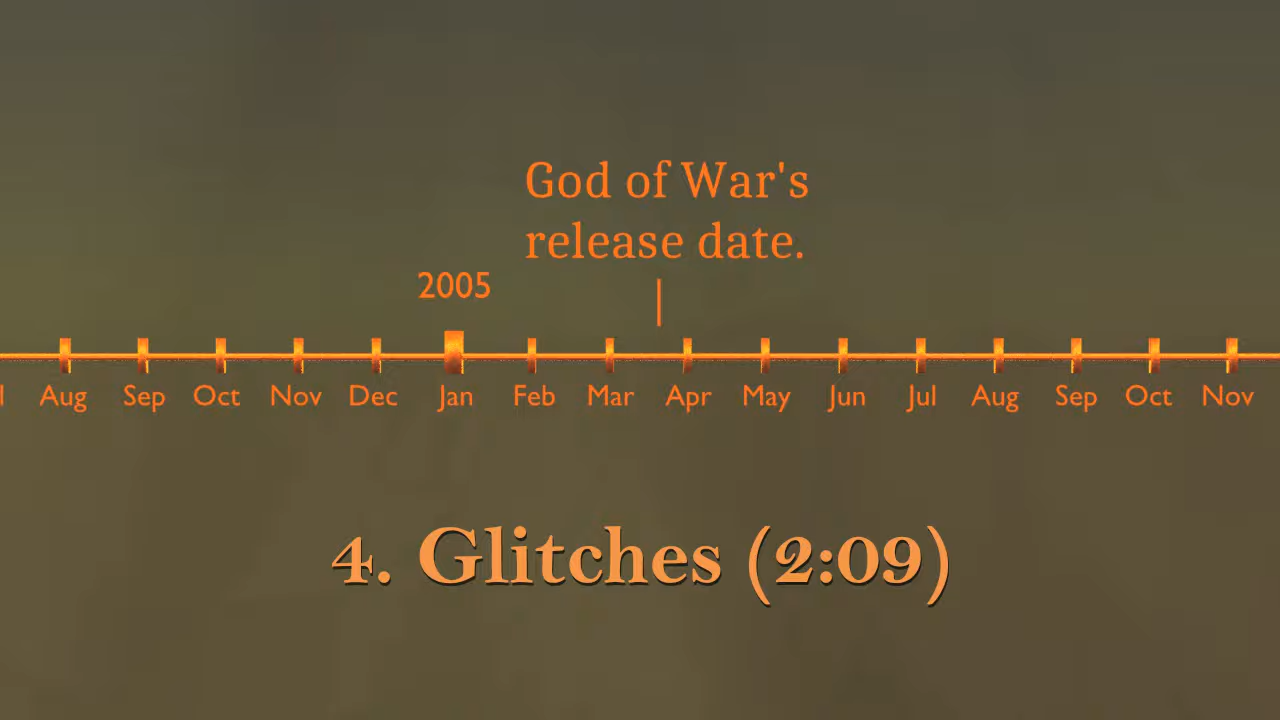 God of War's
release date.
2005
l Aug Sep Oct Nov Dec Jan Feb Mar Apr May Jun Jul Aug Sep Oct Nov
4. Glitches (2:09)